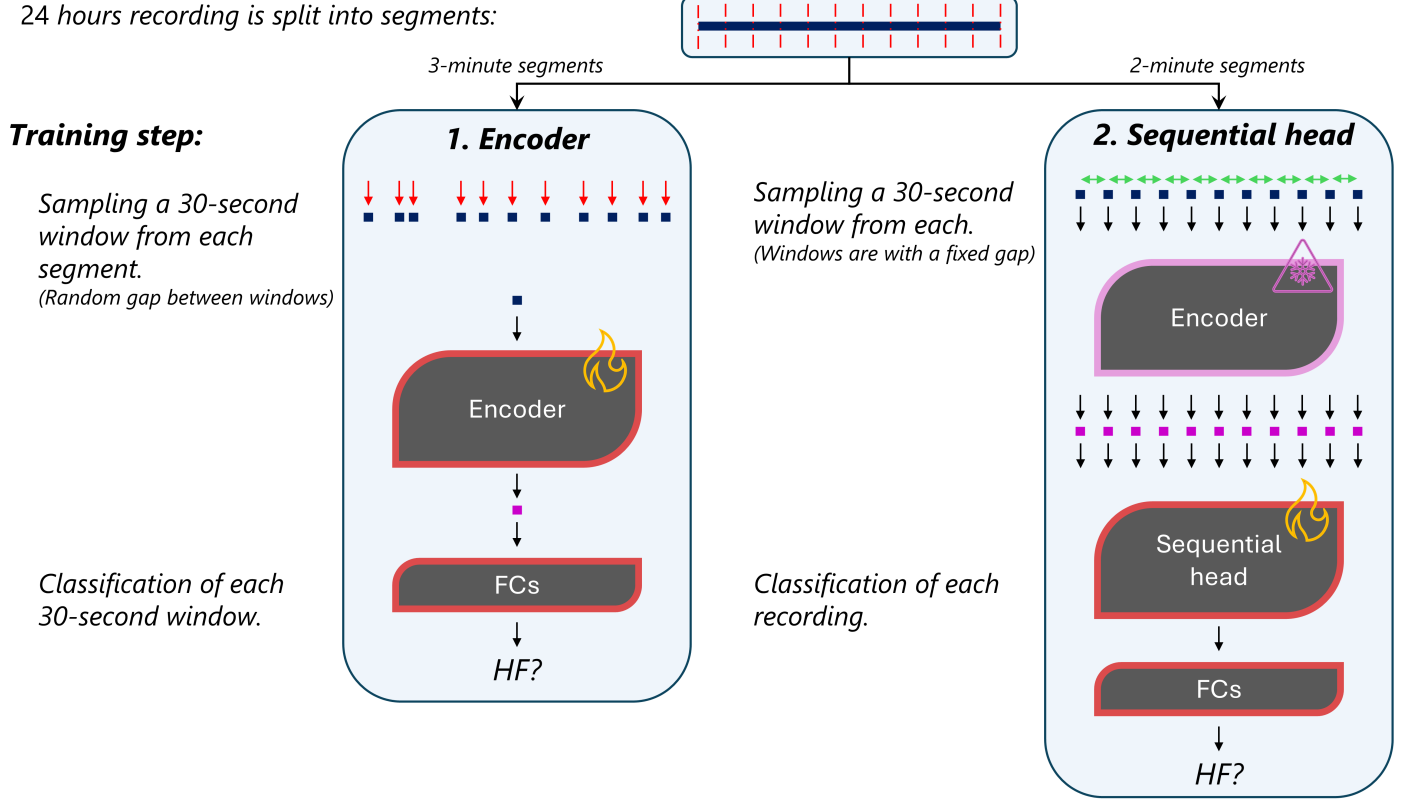 24 hours recording is split into segments:
3-minute segments
2-minute segments
Training step:
1. Encoder
Sampling a 30-second
window from each
segment.
(Random gap between windows)
Encoder
FCs
Classification of each
30-second window.
HF?
2. Sequential head
Sampling a 30-second
window from each.
(Windows are with a fixed gap)
Encoder
Sequential
head
Classification of each
recording.
FCs
HF?